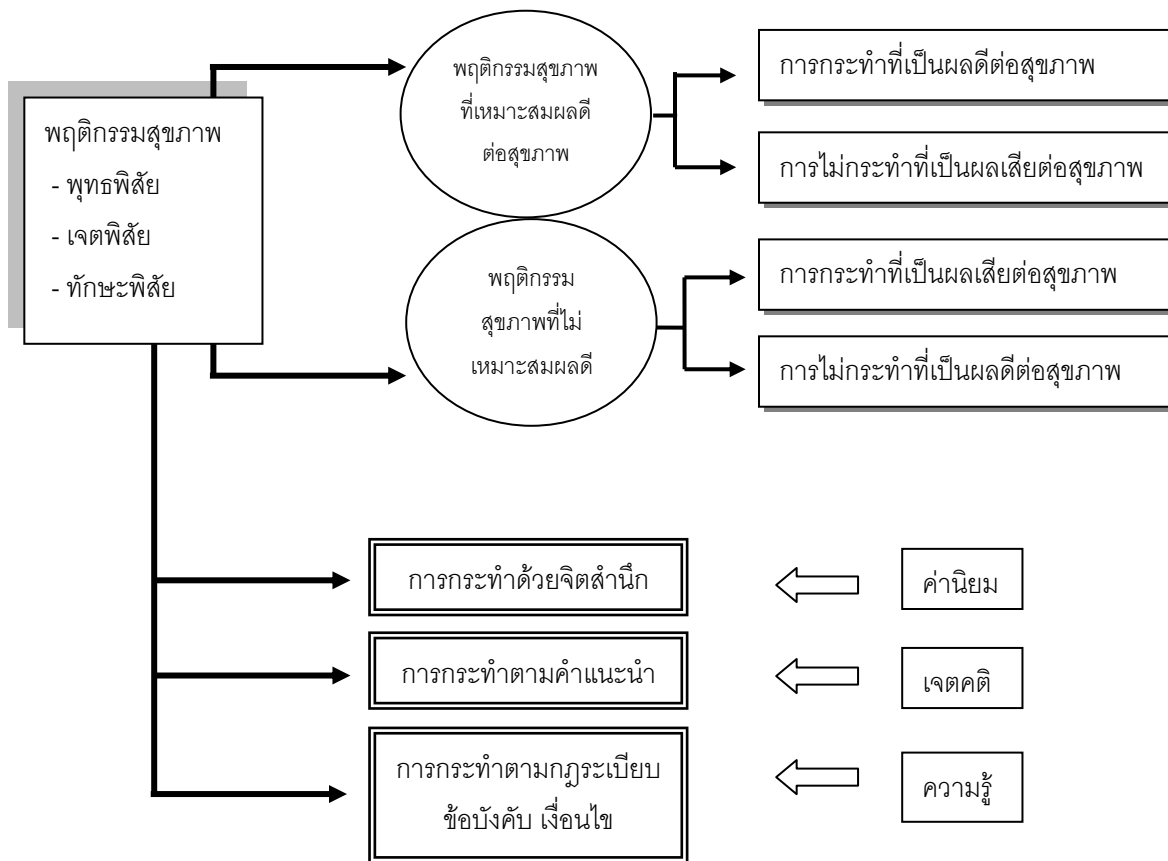 พฤติกรรมสุขภาพ
- พุทธพิสัย
- เจตพิสัย
- ทักษะพิสัย
พฤติกรรมสุขภาพ
ที่เหมาะสมผลดี
ต่อสุขภาพ
การกระทำที่เป็นผลดีต่อสุขภาพ
การไม่กระทำที่เป็นผลเสียต่อสุขภาพ
พฤติกรรม
สุขภาพที่ไม่
เหมาะสมผลดี
การกระทำที่เป็นผลเสียต่อสุขภาพ
การไม่กระทำที่เป็นผลดีต่อสุขภาพ
การกระทำด้วยจิตสำนึก
ค่านิยม
การกระทำตามคำแนะนำ
เจตคติ
การกระทำตามกฎระเบียบ
ข้อบังคับ เงื่อนไข
ความรู้